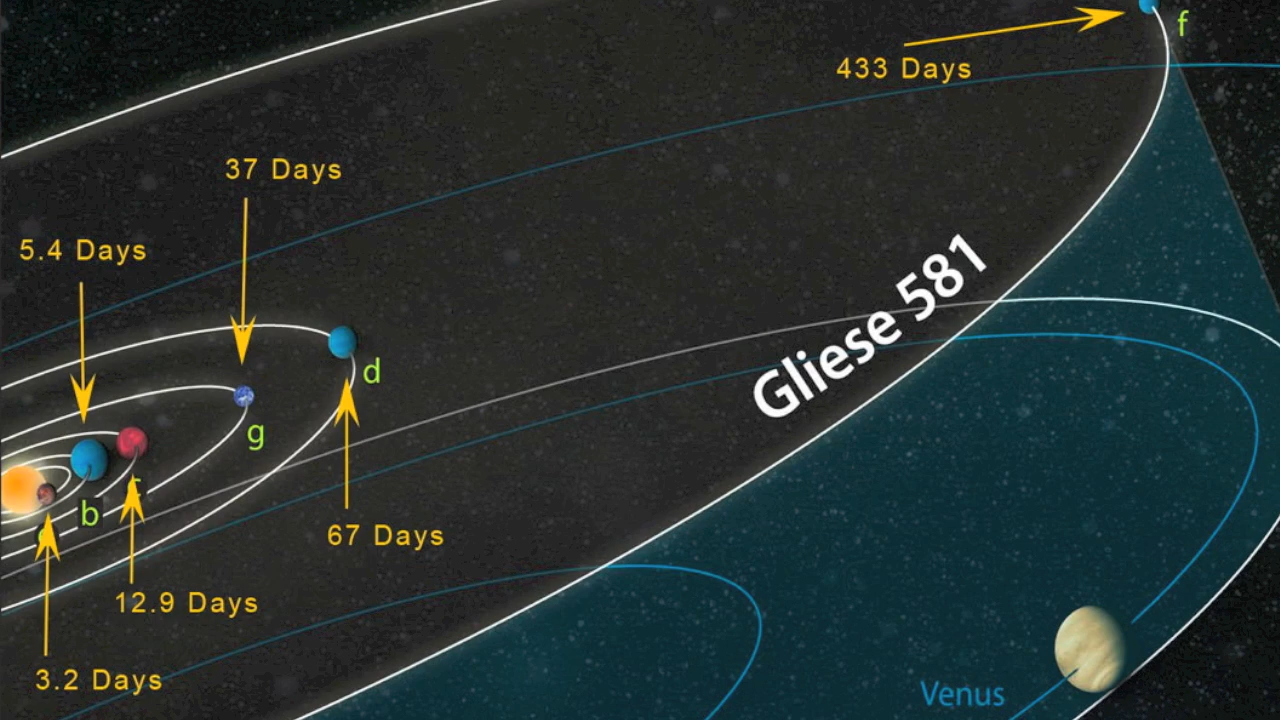 f
433 Days
37 Days
5.4 Days
Gliese 581
d
g
b
67 Days
12.9 Days
3.2 Days
Venus